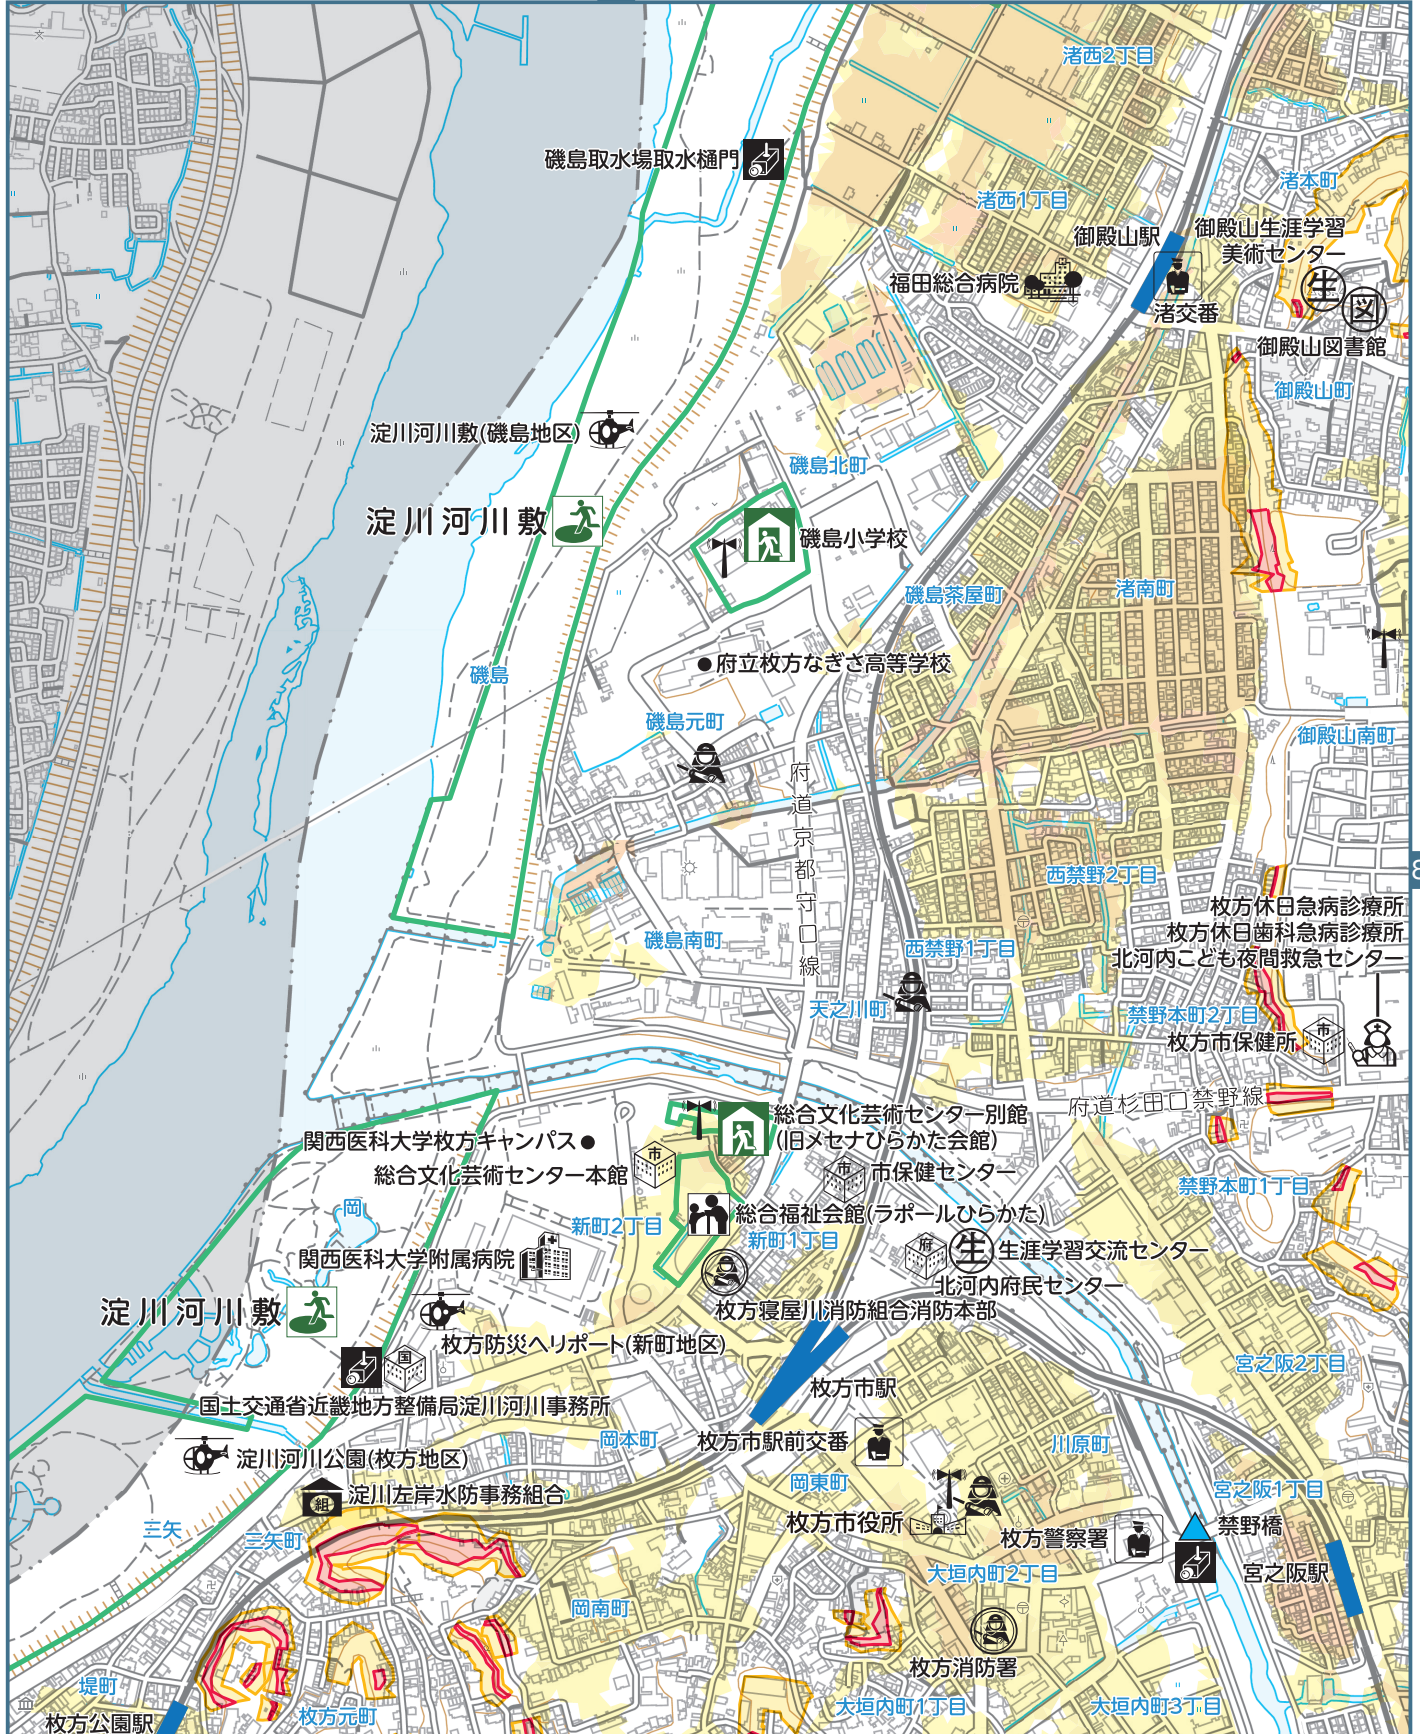 渚西2丁目
磯島取水場取水樋門
渚本町
渚西1丁目
御殿山駅
御殿山生涯学習
美術センター
生
図
福田総合病院
渚交番
御殿山図書館
御殿山町
淀川河川敷(磯島地区)
磯島北町
淀川河川敷
磯島小学校
磯島茶屋町
渚南町
磯島
府立枚方なぎさ高等学校
磯島元町
御殿山南町
府道京都守口線
8
西禁野2丁目
枚方休日急病診療所
枚方休日歯科急病診療所
北河内こども夜間救急センター
磯島南町
西禁野1丁目
天之川町
禁野本町2丁目
枚方市保健所
市
府道杉田口禁野線
総合文化芸術センター別館
(旧メセナひらかた会館)
関西医科大学枚方キャンパス
総合文化芸術センター本館
市
市
市保健センター
禁野本町1丁目
岡
新町2丁目
総合福祉会館(ラポールひらかた)
新町1丁目
関西医科大学附属病院
府
生
生涯学習交流センター
北河内府民センター
淀川河川敷
枚方寝屋川消防組合消防本部
枚方防災ヘリポート(新町地区)
国
宮之阪2丁目
枚方市駅
国土交通省近畿地方整備局淀川河川事務所
岡本町
枚方市駅前交番
川原町
淀川河川公園(枚方地区)
岡東町
宮之阪1丁目
組
淀川左岸水防事務組合
三矢
三矢町
枚方市役所
枚方警察署
禁野橋
宮之阪駅
大垣内町2丁目
岡南町
枚方消防署
堤町
枚方元町
大垣内町1丁目
大垣内町3丁目
枚方公園駅